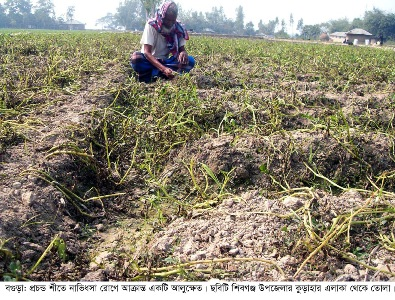 বগুড়া: প্রচন্ড শীতে নাভিধসা রোগে আক্রান্ত একটি আলুক্ষেত। ছবিটি শিবগঞ্জ উপজেলার কুড়াহার এলাকা থেকে তোলা।